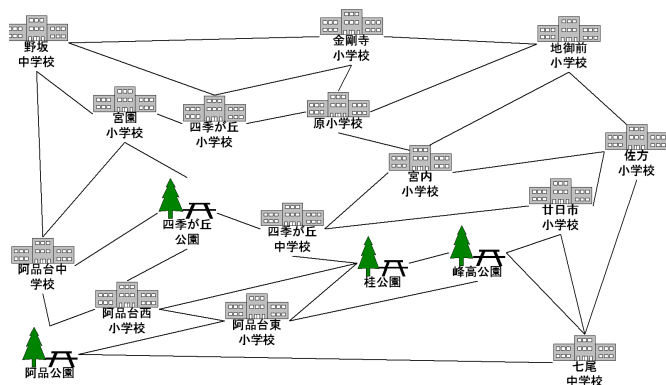 野坂
中学校
金剛寺
小学校
地御前
小学校
宮園
小学校
四季が丘
小学校
原小学校
宮内
小学校
佐方
小学校
四季が丘
公園
四季が丘
中学校
廿日市
小学校
阿品台中
学校
桂公園
峰高公園
阿品台西
小学校
阿品台東
小学校
阿品公園
七尾
中学校